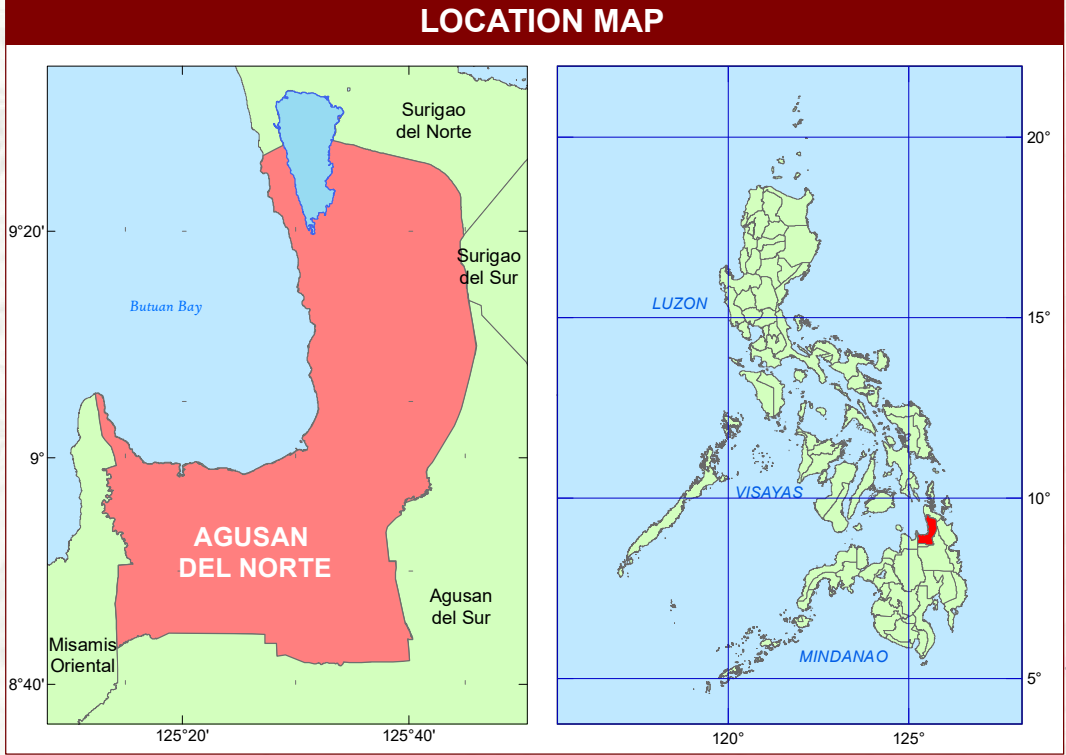 LOCATION MAP
Surigao
del Norte
9°20'
Surigao
del Sur
Butuan Bay
9°
AGUSAN
DEL NORTE
Agusan
del Sur
Misamis
Oriental
8°40'
125°20'
125°40'
20°
LUZON
15°
VISAYAS
10°
MINDANAO
5°
120°
125°